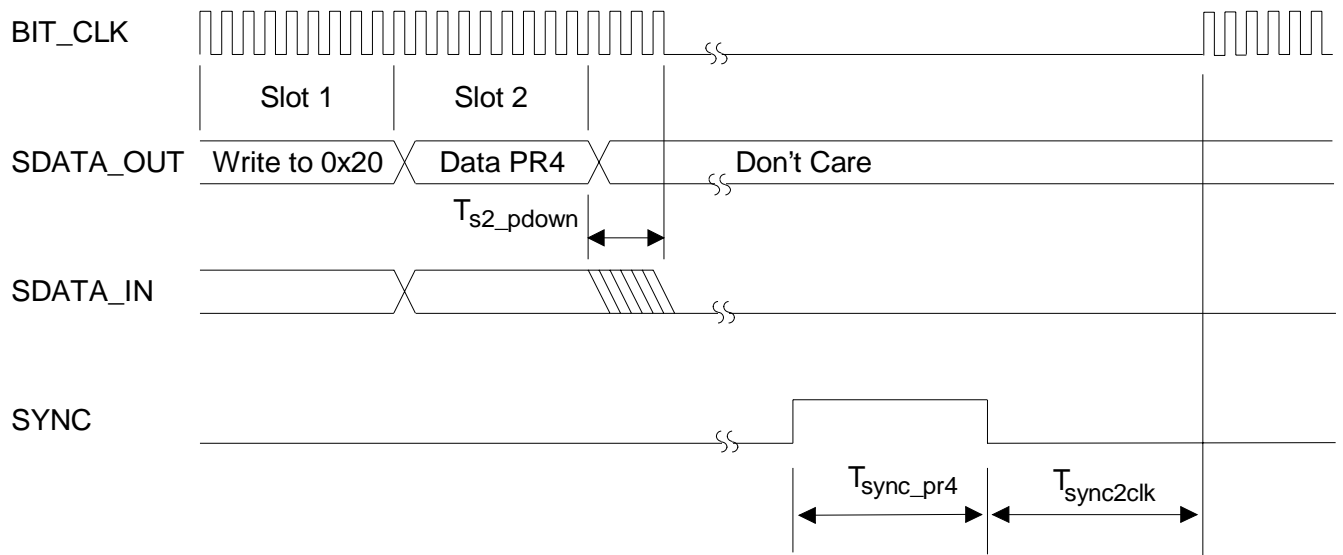 BIT_CLK
Slot 1
Slot 2
SDATA_OUT
Write to 0x20
Data PR4
Don't Care
Ts2_pdown
SDATA_IN
SYNC
Tsync_pr4
Tsync2clk